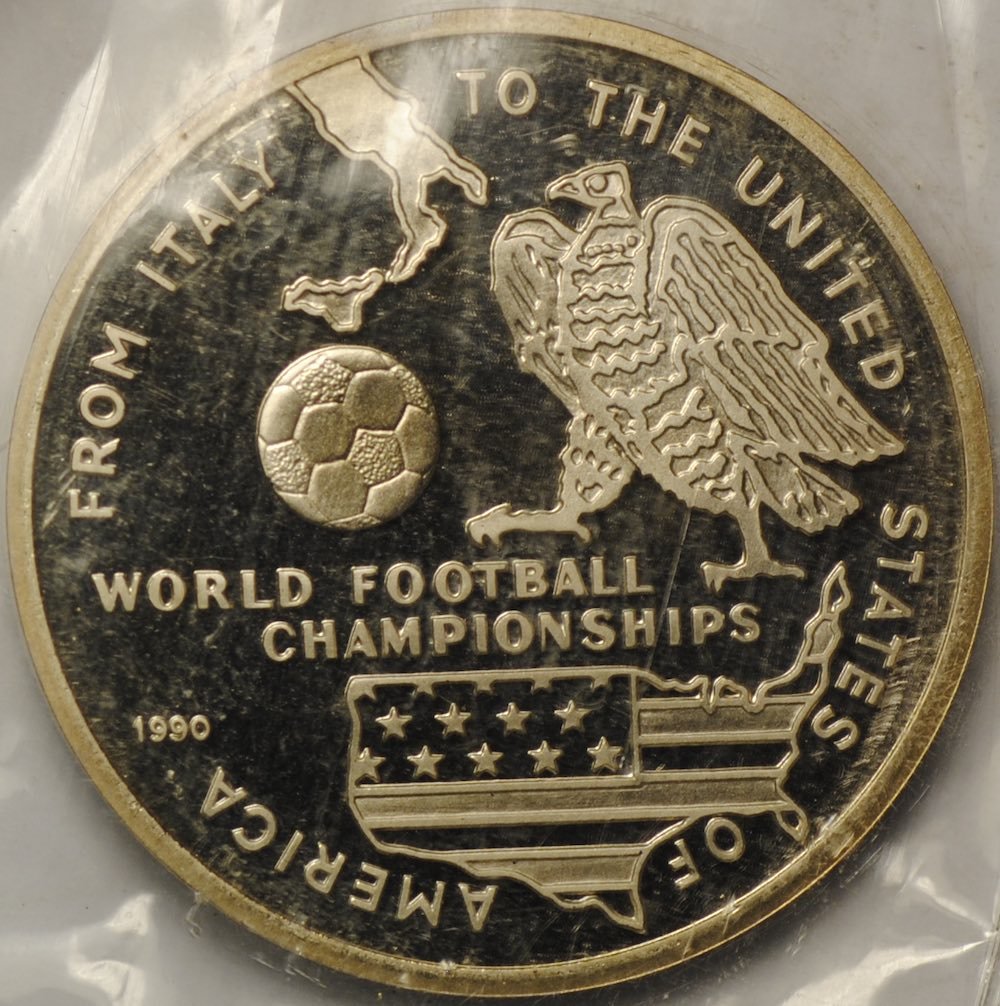 FROM ITALY TO THE UNITED STATES OF AMERICA
WORLD FOOTBALL
CHAMPIONSHIPS
1990